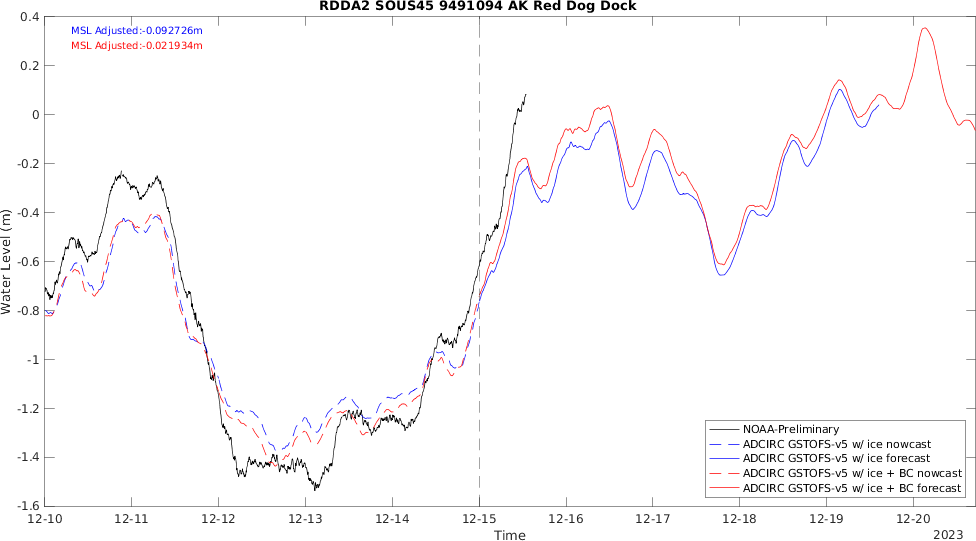 RDDA2 SOUS45 9491094 AK Red Dog Dock
MSL Adjusted:-0.092726m
MSL Adjusted:-0.021934m
0.4
0.2
0
-0.2
-0.4
-0.6
-0.8
-1
-1.2
-1.4
-1.6
Water Level (m)
NOAA-Preliminary
ADCIRC GSTOFS-v5 w/ ice nowcast
ADCIRC GSTOFS-v5 w/ ice forecast
ADCIRC GSTOFS-v5 w/ ice + BC nowcast
ADCIRC GSTOFS-v5 w/ ice + BC forecast
12-10 12-11 12-12 12-13 12-14 12-15 12-16 12-17 12-18 12-19 12-20
Time
2023